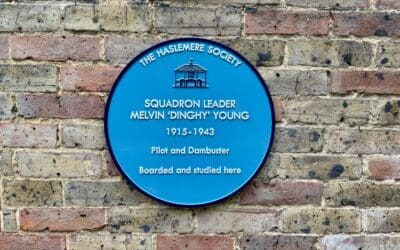 THE HASLEMERE SOCIETY
SQUADRON LEADER
MELVIN 'DINGHY' YOUNG
1915-1943
Pilot and Dambuster
Boarded and studied here